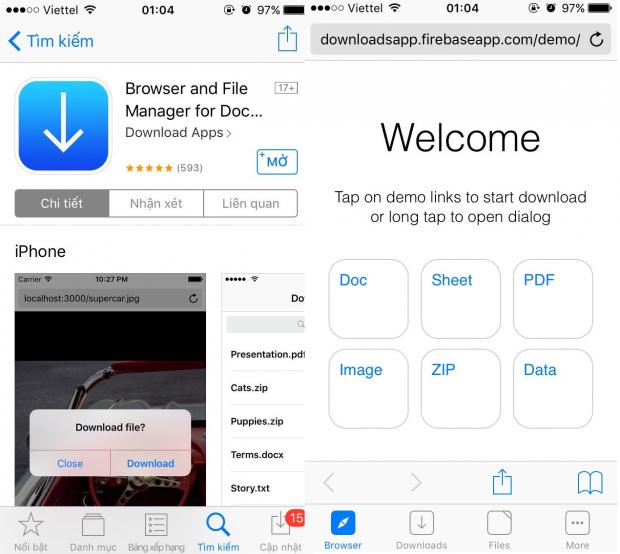 Viettel 01:04 97%
Tìm kiếm
Browser and File
Manager for Doc...
17+
Download Apps
(593)
+MỞ
Chi tiết Nhận xét Liên quan
iPhone
Carrier 10:27 PM
localhost:3000/supercar.jpg
Download file?
Close Download
Do
Presentation.pdf
Cats.zip
Puppies.zip
Terms.docx
Story.txt
Nổi bật Danh mục Bảng xếp hạng Tìm kiếm Cập nhật
15
Viettel 01:04 97%
downloadsapp.firebaseapp.com/demo/
Welcome
Tap on demo links to start download
or long tap to open dialog
Doc Sheet PDF
Image ZIP Data
Browser Downloads Files More